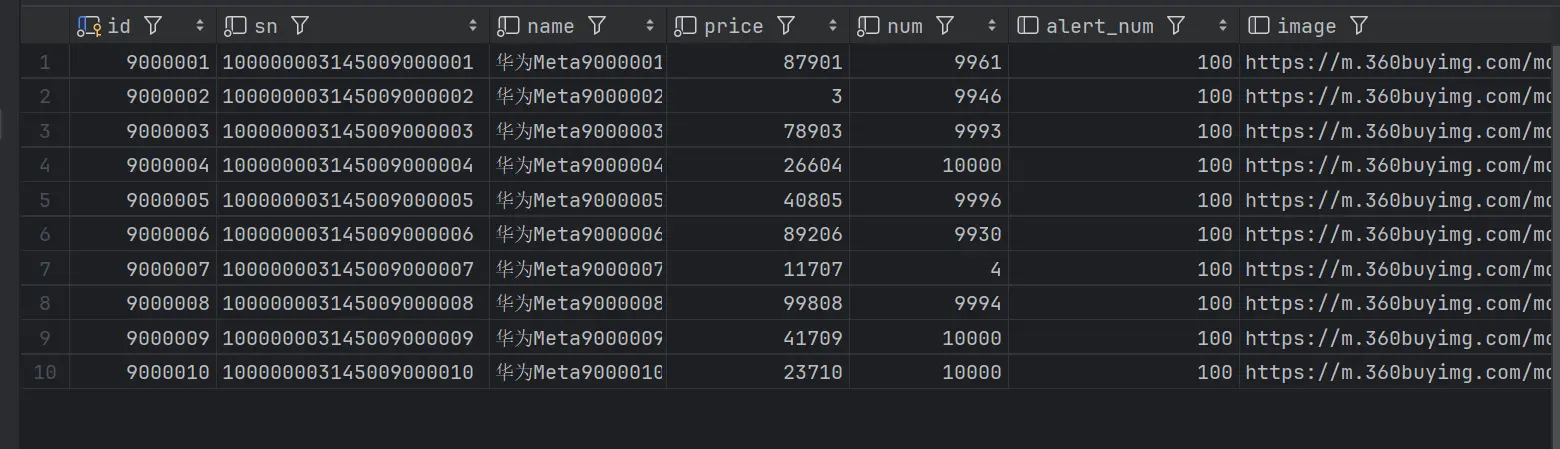 id sn name price num alert_num image
1 9000001 100000003145009000001 华为Meta9000001 87901 9961 100 https://m.360buyimg.com/mo
2 9000002 100000003145009000002 华为Meta9000002 3 9946 100 https://m.360buyimg.com/mo
3 9000003 100000003145009000003 华为Meta9000003 78903 9993 100 https://m.360buyimg.com/mo
4 9000004 100000003145009000004 华为Meta9000004 26604 10000 100 https://m.360buyimg.com/mo
5 9000005 100000003145009000005 华为Meta9000005 40805 9996 100 https://m.360buyimg.com/mo
6 9000006 100000003145009000006 华为Meta9000006 89206 9930 100 https://m.360buyimg.com/mo
7 9000007 100000003145009000007 华为Meta9000007 11707 4 100 https://m.360buyimg.com/mo
8 9000008 100000003145009000008 华为Meta9000008 99808 9994 100 https://m.360buyimg.com/mo
9 9000009 100000003145009000009 华为Meta9000009 41709 10000 100 https://m.360buyimg.com/mo
10 9000010 100000003145009000010 华为Meta9000010 23710 10000 100 https://m.360buyimg.com/mo